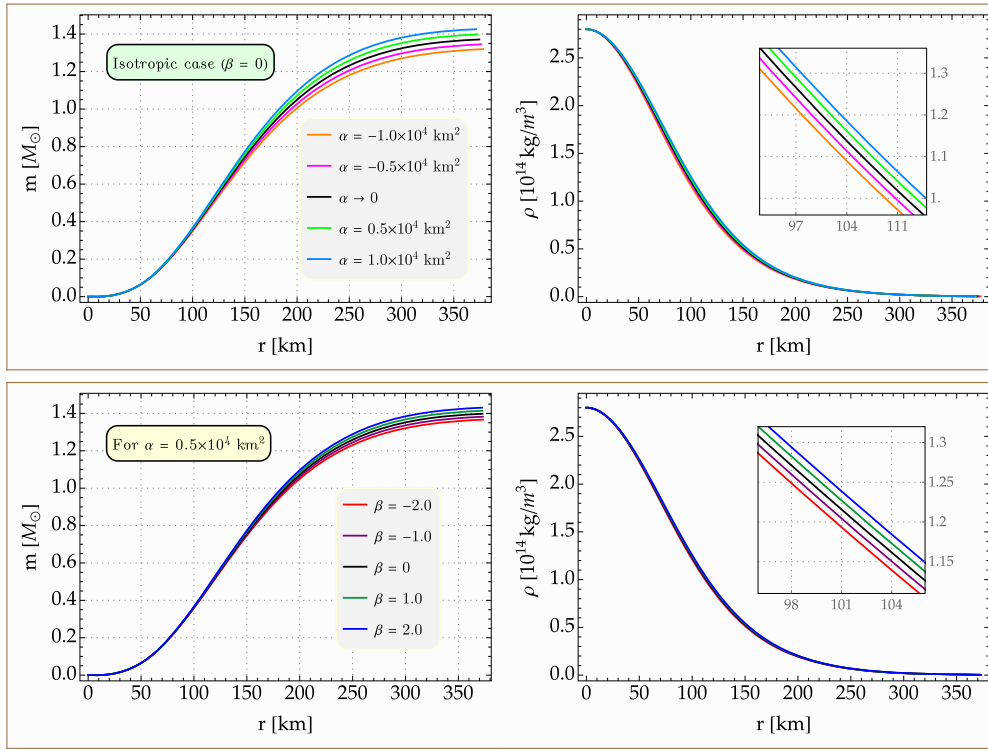 Isotropic case (β = 0)
α = −1.0×10⁴ km²
α = −0.5×10⁴ km²
α → 0
α = 0.5×10⁴ km²
α = 1.0×10⁴ km²
m [M⊙]
1.4
1.2
1.0
0.8
0.6
0.4
0.2
0.0
0 50 100 150 200 250 300 350
r [km]
ρ [10¹⁴ kg/m³]
2.5
2.0
1.5
1.0
0.5
0.0
1.3
1.2
1.1
1.
97 104 111
0 50 100 150 200 250 300 350
r [km]
For α = 0.5×10⁴ km²
β = −2.0
β = −1.0
β = 0
β = 1.0
β = 2.0
m [M⊙]
1.4
1.2
1.0
0.8
0.6
0.4
0.2
0.0
0 50 100 150 200 250 300 350
r [km]
ρ [10¹⁴ kg/m³]
2.5
2.0
1.5
1.0
0.5
0.0
1.3
1.25
1.2
1.15
98 101 104
0 50 100 150 200 250 300 350
r [km]